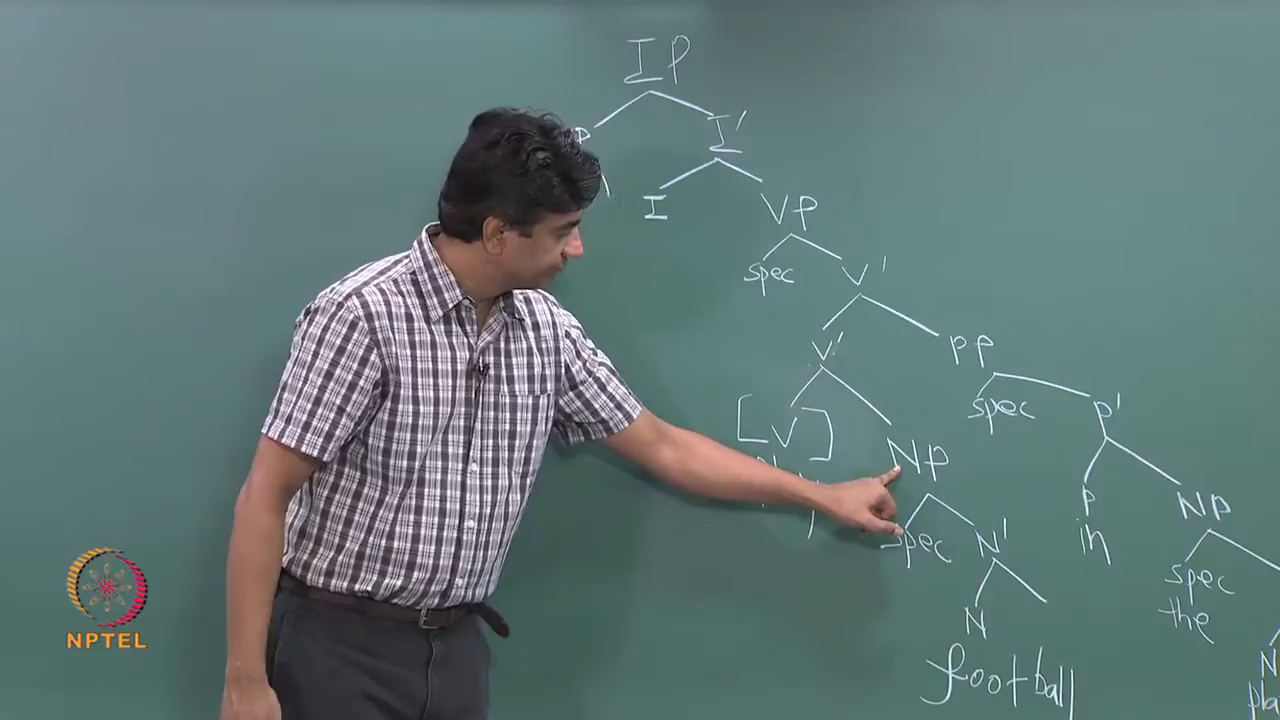 IP
I'
I
VP
spec
V'
V'
PP
spec
P'
[V]
NP
P
NP
spec
N'
in
spec
N
the
football
N
NPTEL